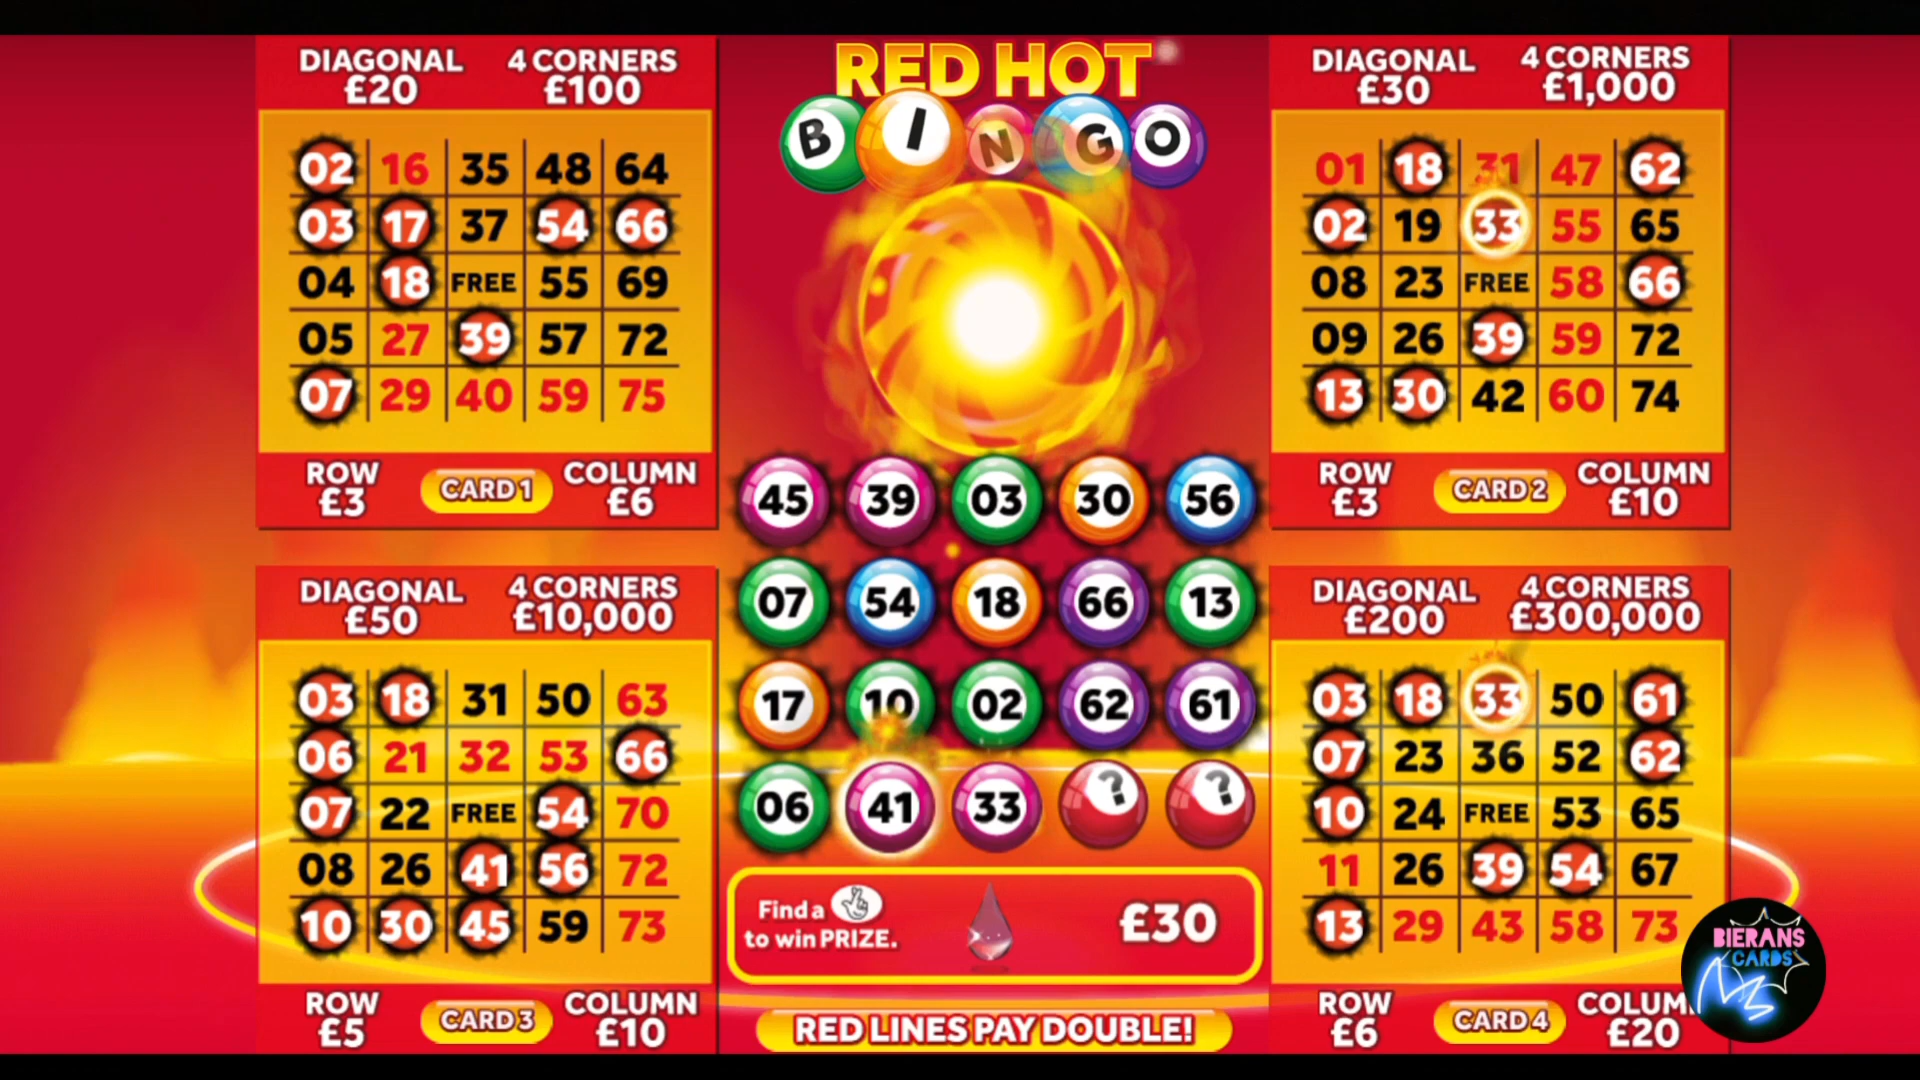 RED HOT
BINGO
DIAGONAL 4 CORNERS
£20 £100
02 16 35 48 64
03 17 37 54 66
04 18 FREE 55 69
05 27 39 57 72
07 29 40 59 75
ROW CARD 1 COLUMN
£3 £6
DIAGONAL 4 CORNERS
£30 £1,000
01 18 31 47 62
02 19 33 55 65
08 23 FREE 58 66
09 26 39 59 72
13 30 42 60 74
ROW CARD 2 COLUMN
£3 £10
45 39 03 30 56
07 54 18 66 13
17 10 02 62 61
06 41 33 ? ?
DIAGONAL 4 CORNERS
£50 £10,000
03 18 31 50 63
06 21 32 53 66
07 22 FREE 54 70
08 26 41 56 72
10 30 45 59 73
ROW CARD 3 COLUMN
£5 £10
DIAGONAL 4 CORNERS
£200 £300,000
03 18 33 50 61
07 23 36 52 62
10 24 FREE 53 65
11 26 39 54 67
13 29 43 58 73
ROW CARD 4 COLUM
£6 £20
Find a
to win PRIZE.
£30
RED LINES PAY DOUBLE!
BIERANS
CARDS